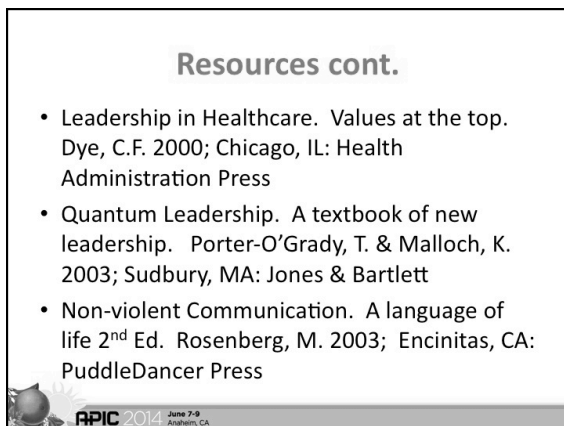 Resources cont.
• Leadership in Healthcare.  Values at the top.
Dye, C.F. 2000; Chicago, IL: Health
Administration Press
• Quantum Leadership.  A textbook of new
leadership.   Porter-O’Grady, T. & Malloch, K.
2003; Sudbury, MA: Jones & Bartlett
• Non-violent Communication.  A language of
life 2nd Ed.  Rosenberg, M. 2003;  Encinitas, CA:
PuddleDancer Press
APIC 2014 June 7-9
Anaheim, CA